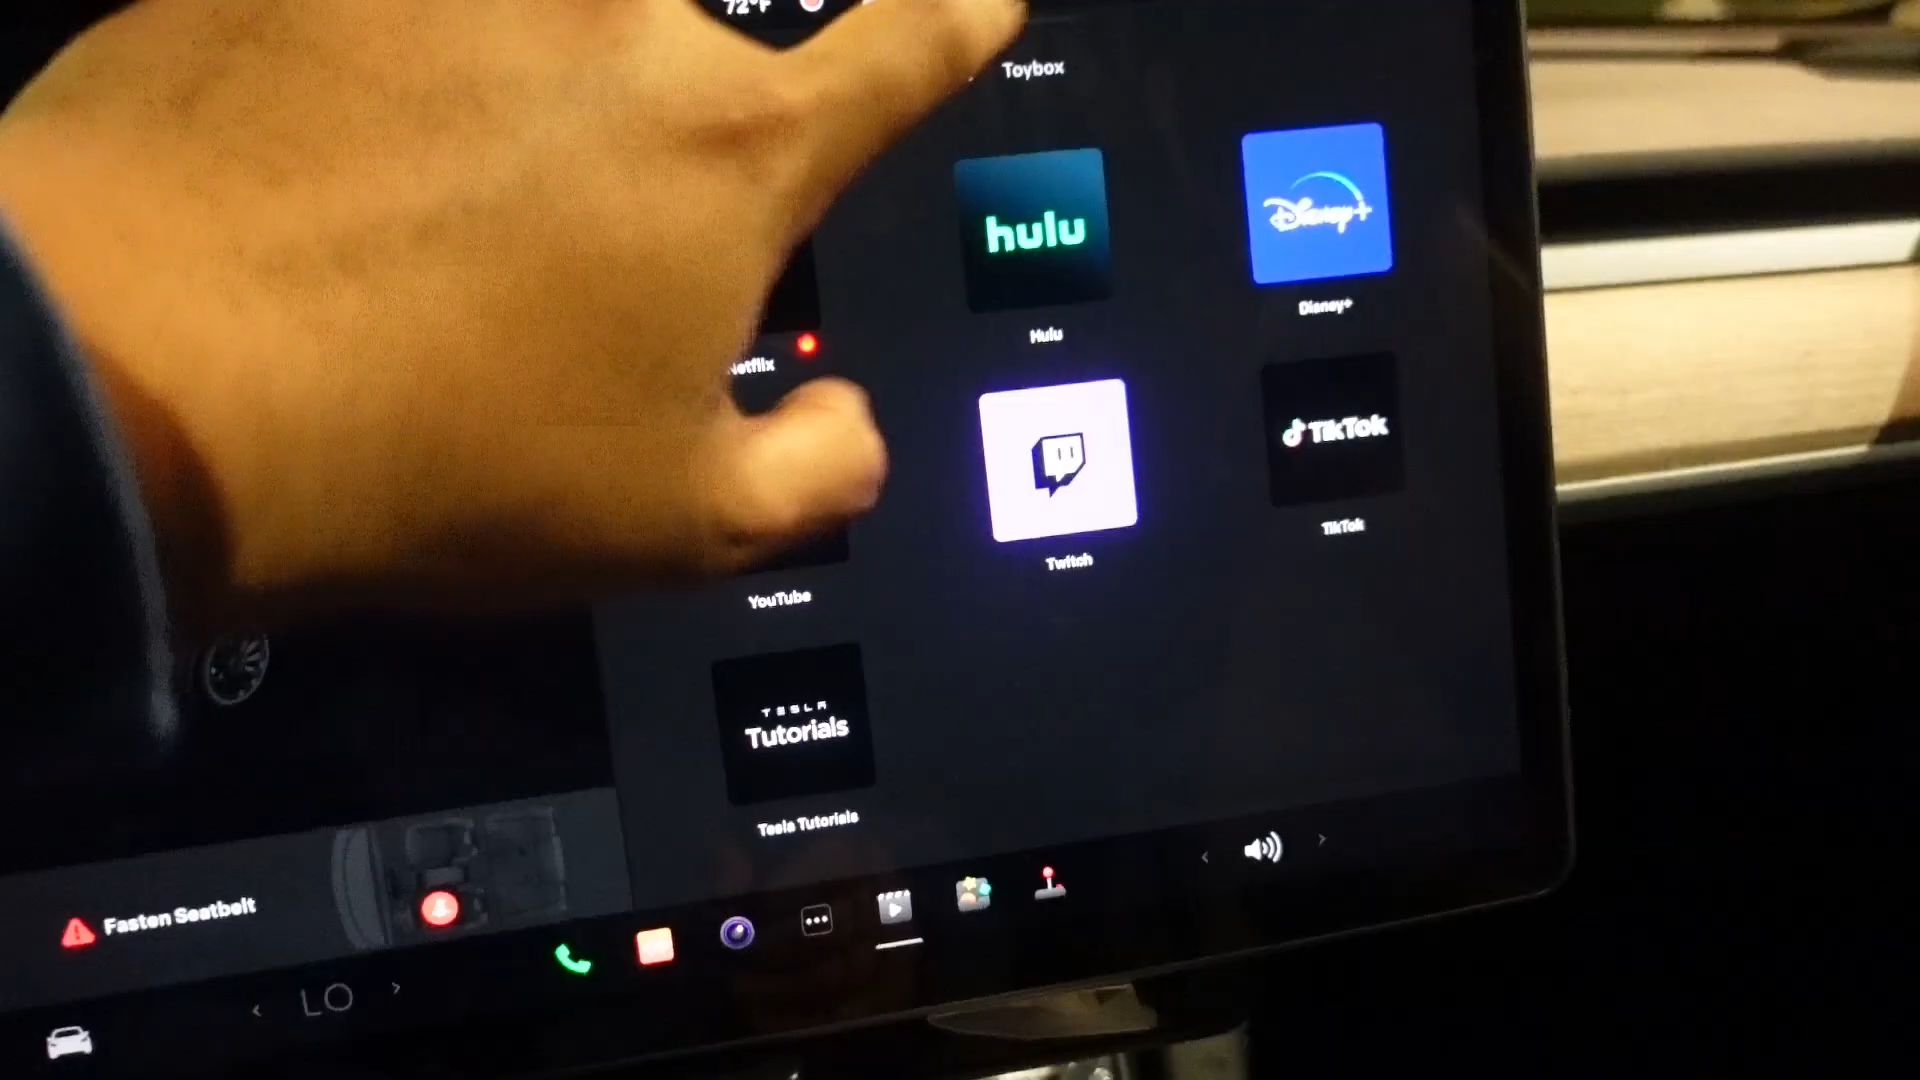 72°F
Toybox
hulu
Disney+
Netflix
Hulu
Disney+
TikTok
YouTube
Twitch
TikTok
TESLA
Tutorials
Tesla Tutorials
Fasten Seatbelt
LO